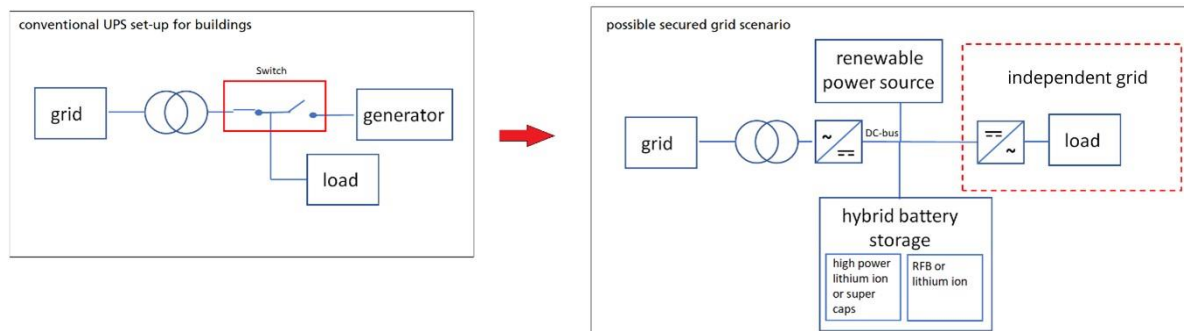 conventional UPS set-up for buildings
Switch
grid
generator
load
possible secured grid scenario
renewable
power source
independent grid
grid
~
DC-bus
~
load
hybrid battery
storage
high power
lithium ion
or super
caps
RFB or
lithium ion